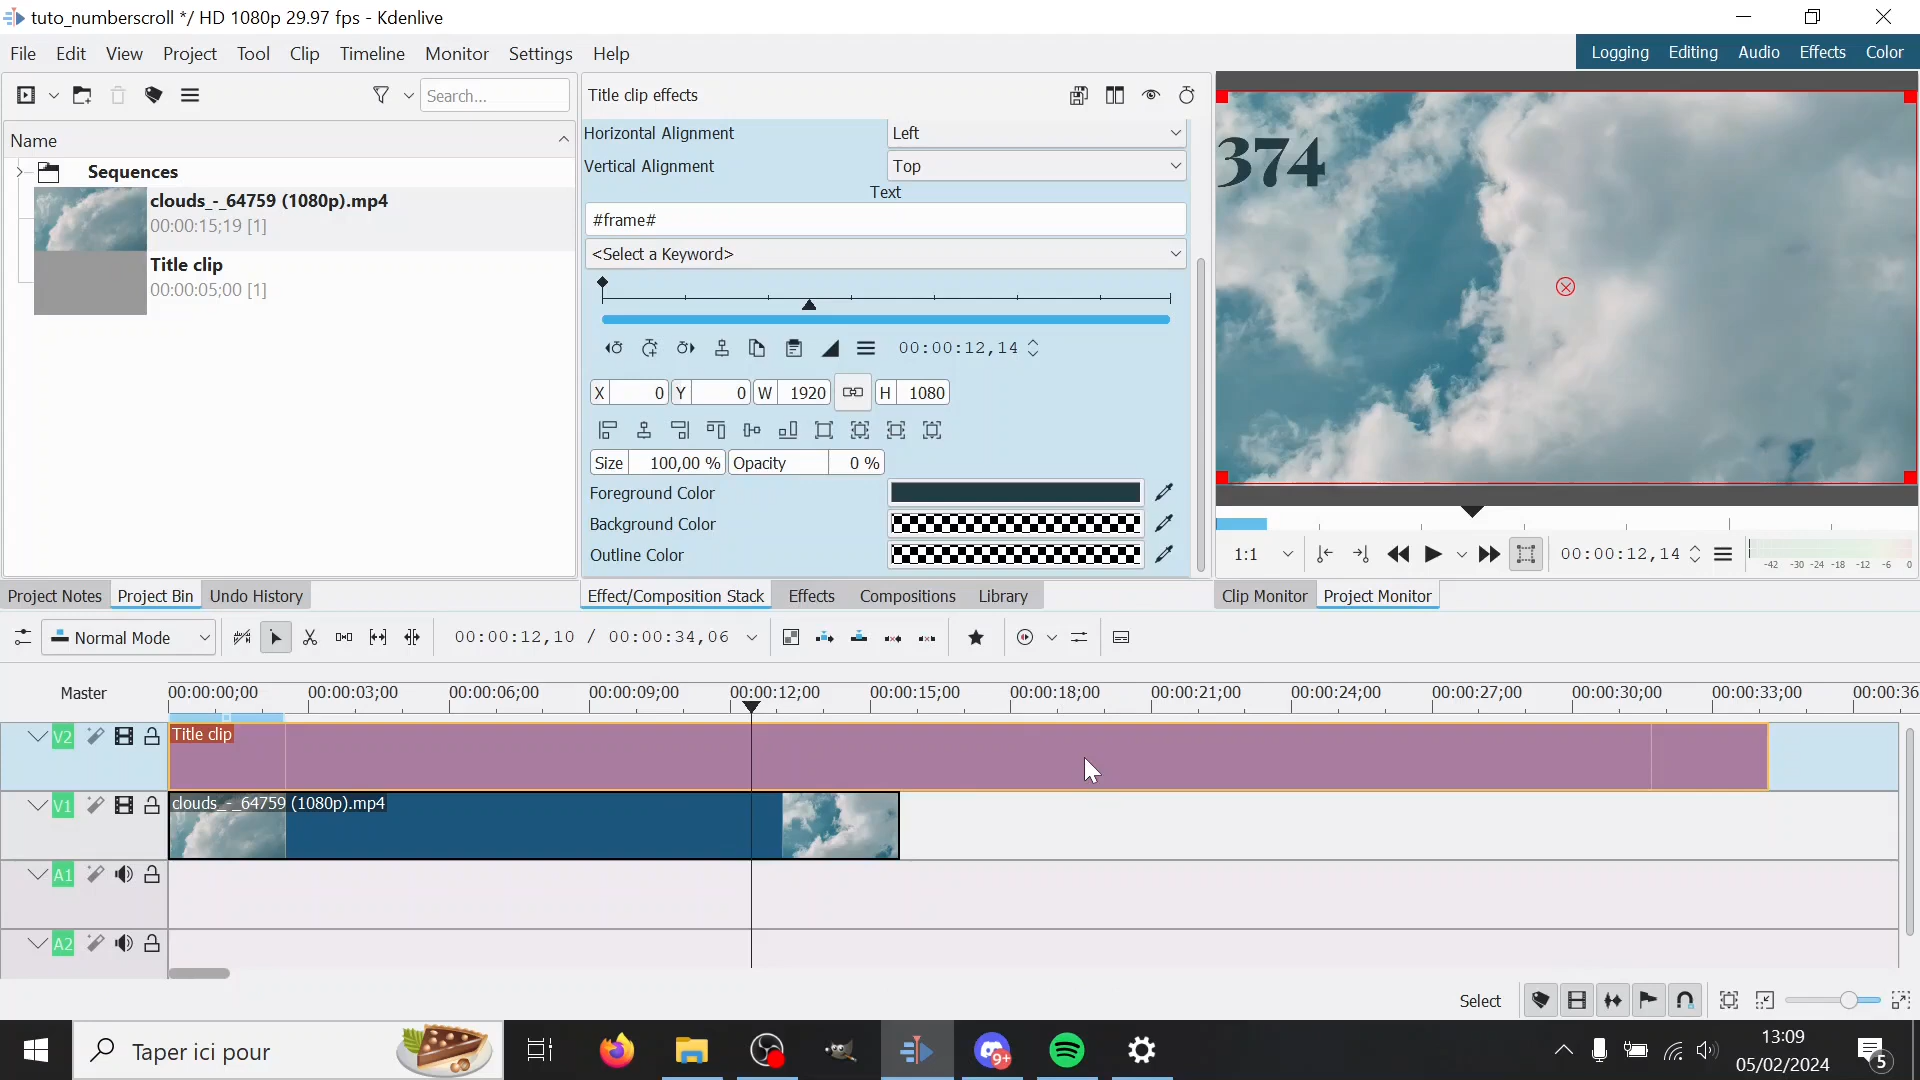 tuto_numberscroll */ HD 1080p 29.97 fps - Kdenlive
File Edit View Project Tool Clip Timeline Monitor Settings Help
Logging Editing Audio Effects Color
Search...
Name
Sequences
clouds_-_64759 (1080p).mp4
00:00:15;19 [1]
Title clip
00:00:05;00 [1]
Project Notes Project Bin Undo History
Title clip effects
Horizontal Alignment Left
Vertical Alignment Top
Text
#frame#
<Select a Keyword>
00:00:12,14
X 0 Y 0 W 1920 H 1080
Size 100,00 % Opacity 0 %
Foreground Color
Background Color
Outline Color
Effect/Composition Stack Effects Compositions Library
374
1:1 00:00:12,14
-42 -30 -24 -18 -12 -6 0
Clip Monitor Project Monitor
Normal Mode 00:00:12,10 / 00:00:34,06
Master 00:00:00;00 00:00:03;00 00:00:06;00 00:00:09;00 00:00:12;00 00:00:15;00 00:00:18;00 00:00:21;00 00:00:24;00 00:00:27;00 00:00:30;00 00:00:33;00 00:00:36
V2 Title clip
V1 clouds_-_64759 (1080p).mp4
A1
A2
Select
Taper ici pour
9+
13:09
05/02/2024
5